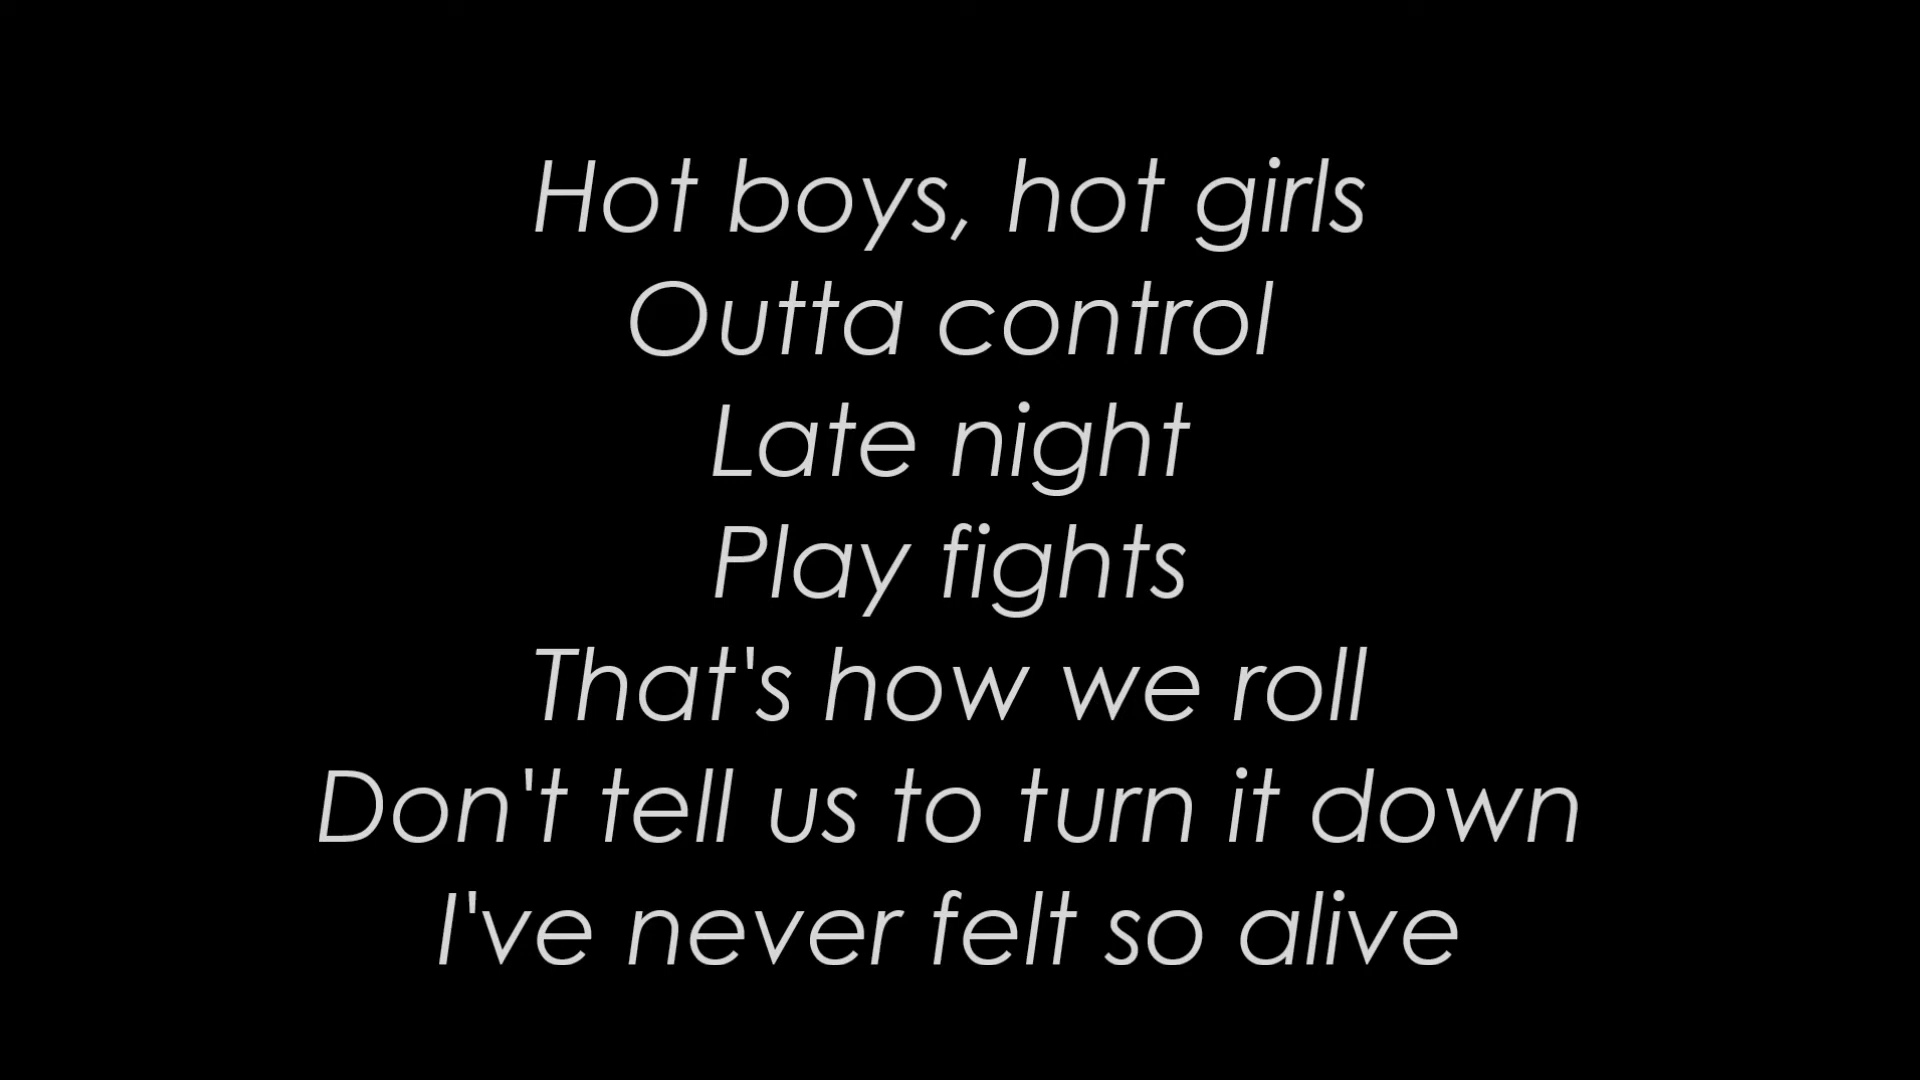 Hot boys, hot girls
Outta control
Late night
Play fights
That's how we roll
Don't tell us to turn it down
I've never felt so alive